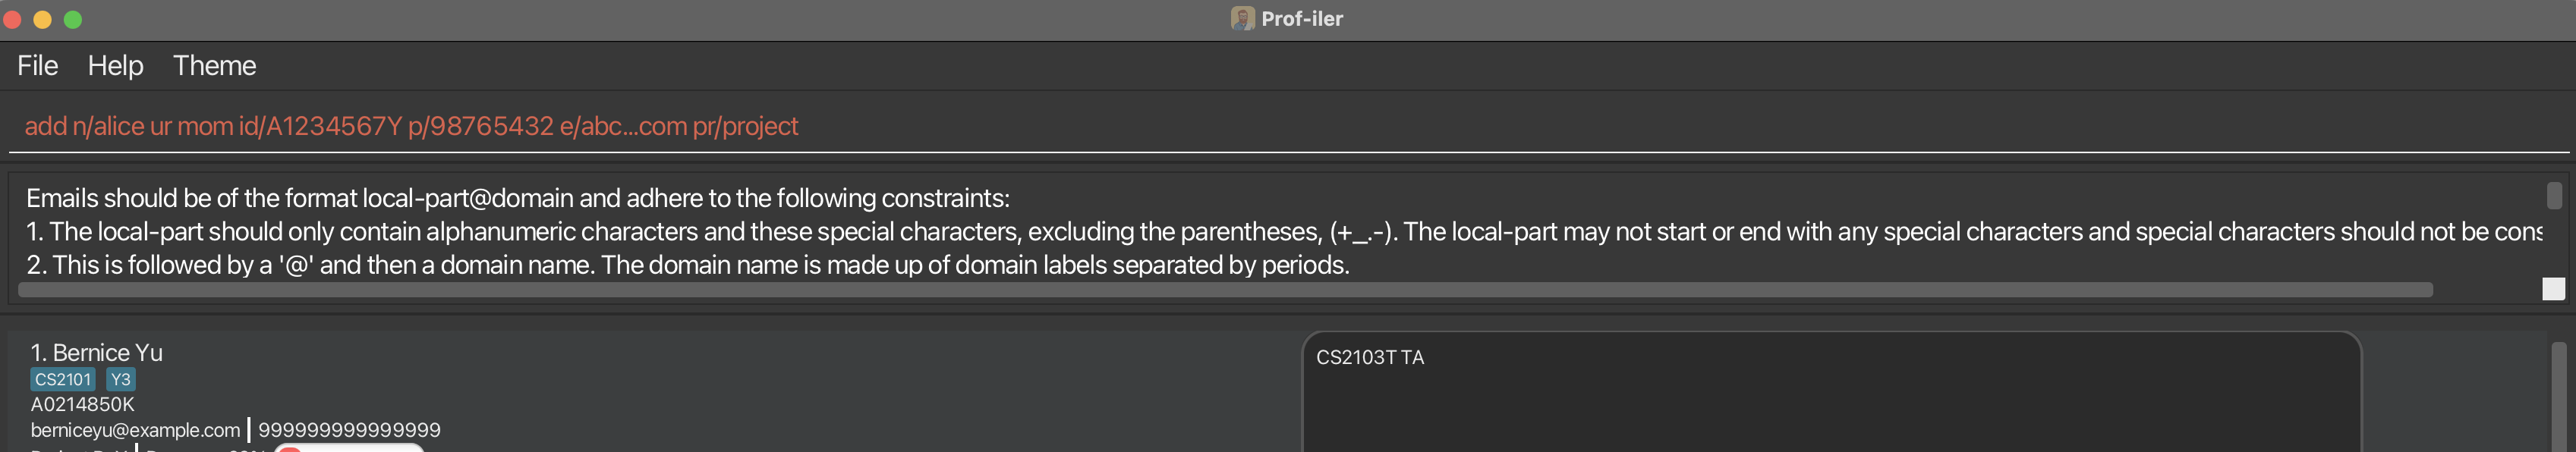 Prof-iler
File Help Theme
add n/alice ur mom id/A1234567Y p/98765432 e/abc...com pr/project
Emails should be of the format local-part@domain and adhere to the following constraints:
1. The local-part should only contain alphanumeric characters and these special characters, excluding the parentheses, (+_.-). The local-part may not start or end with any special characters and special characters should not be
2. This is followed by a '@' and then a domain name. The domain name is made up of domain labels separated by periods.
1. Bernice Yu
CS2103T TA
CS2101 Y3
A0214850K
berniceyu@example.com | 999999999999999